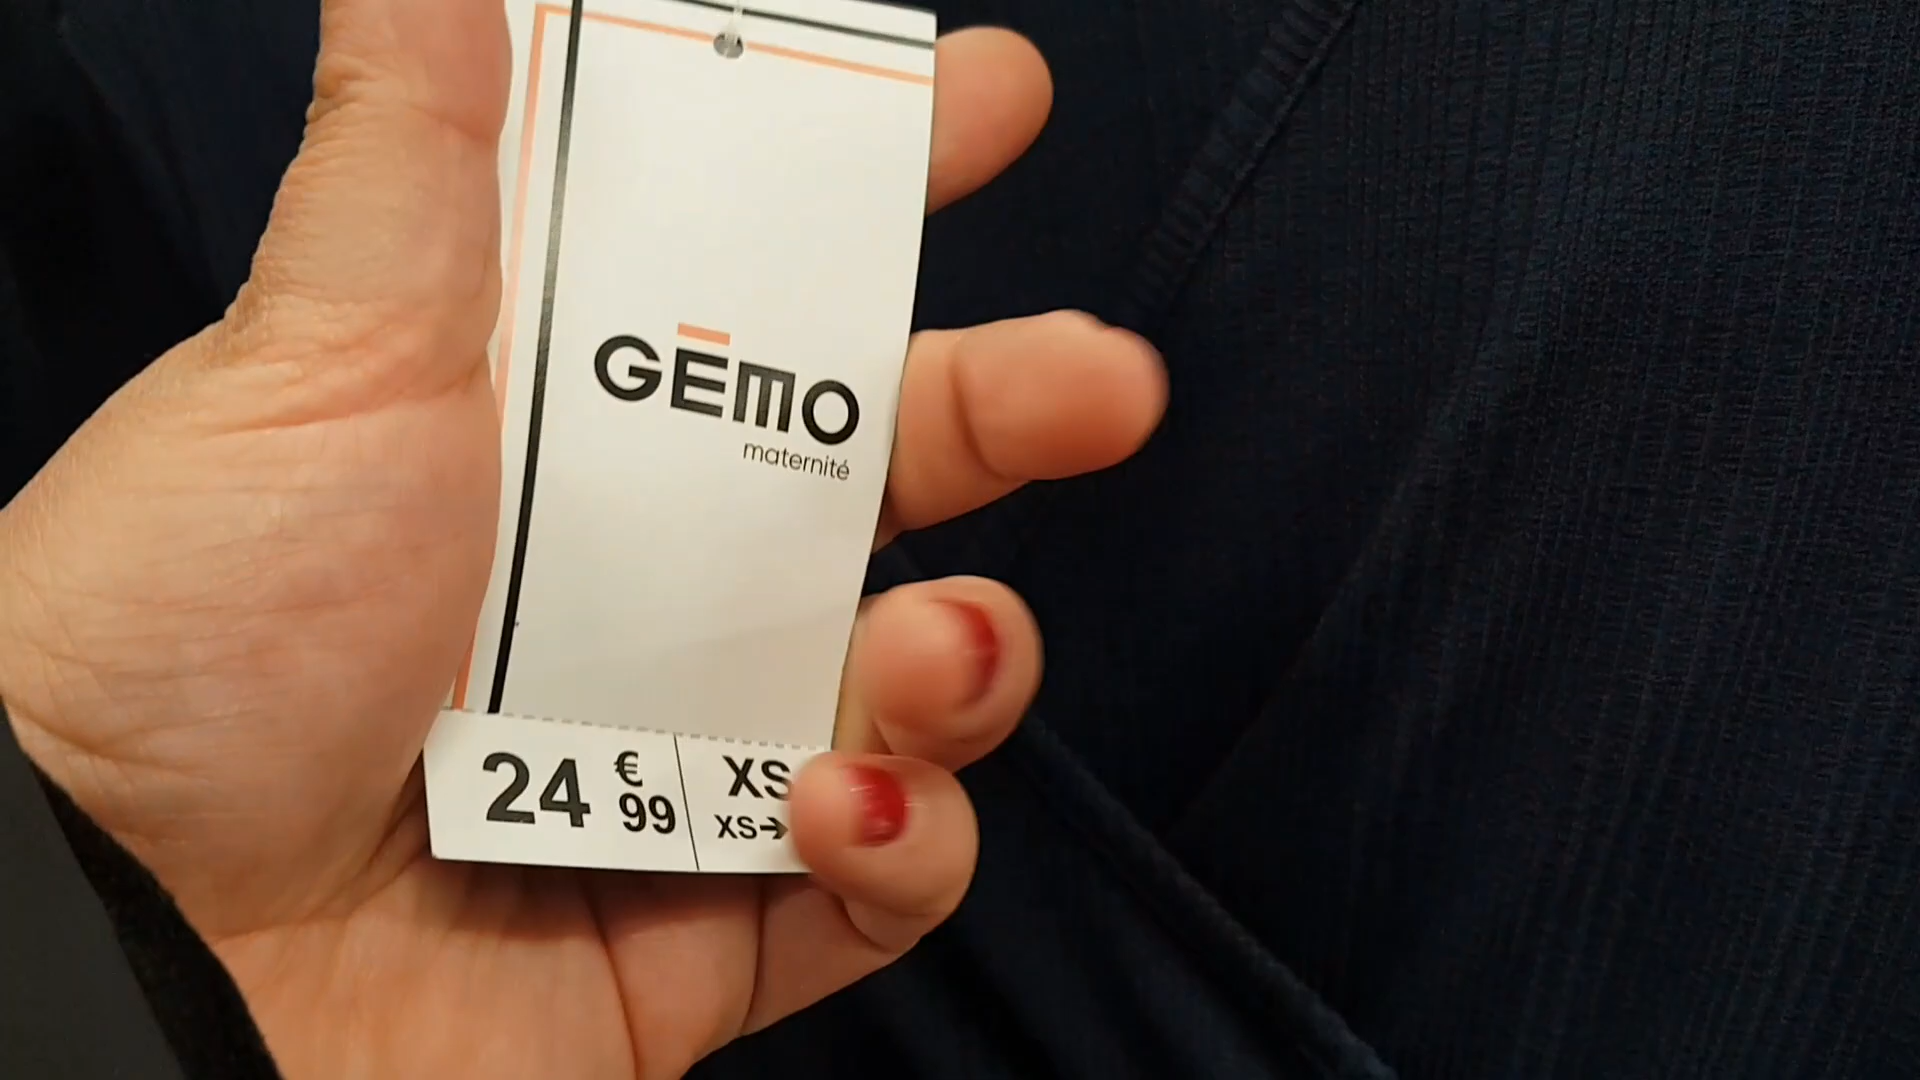 GEMO
maternité
24 € 99
XS
XS→